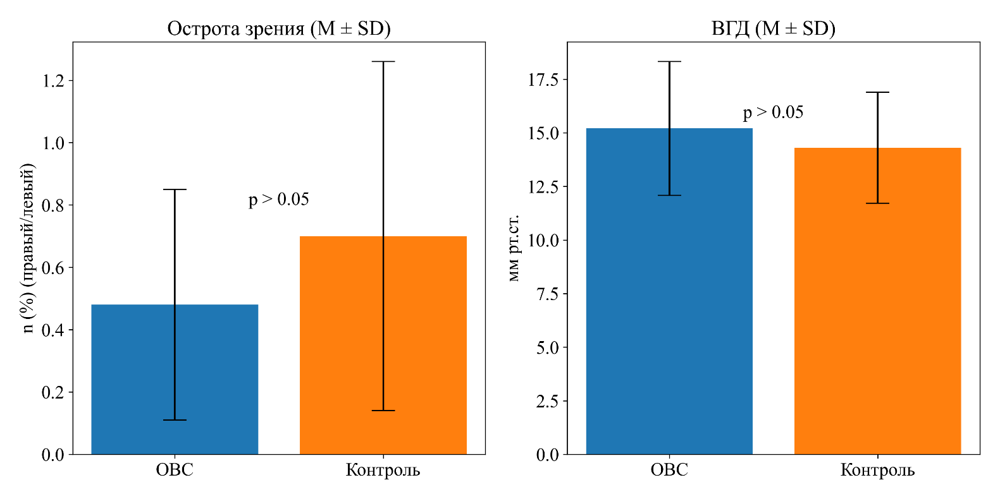 Острота зрения (M ± SD)
n (%) (правый/левый)
1.2
1.0
0.8
0.6
0.4
0.2
0.0
p > 0.05
ОВС
Контроль
ВГД (M ± SD)
мм рт.ст.
17.5
15.0
12.5
10.0
7.5
5.0
2.5
0.0
p > 0.05
ОВС
Контроль